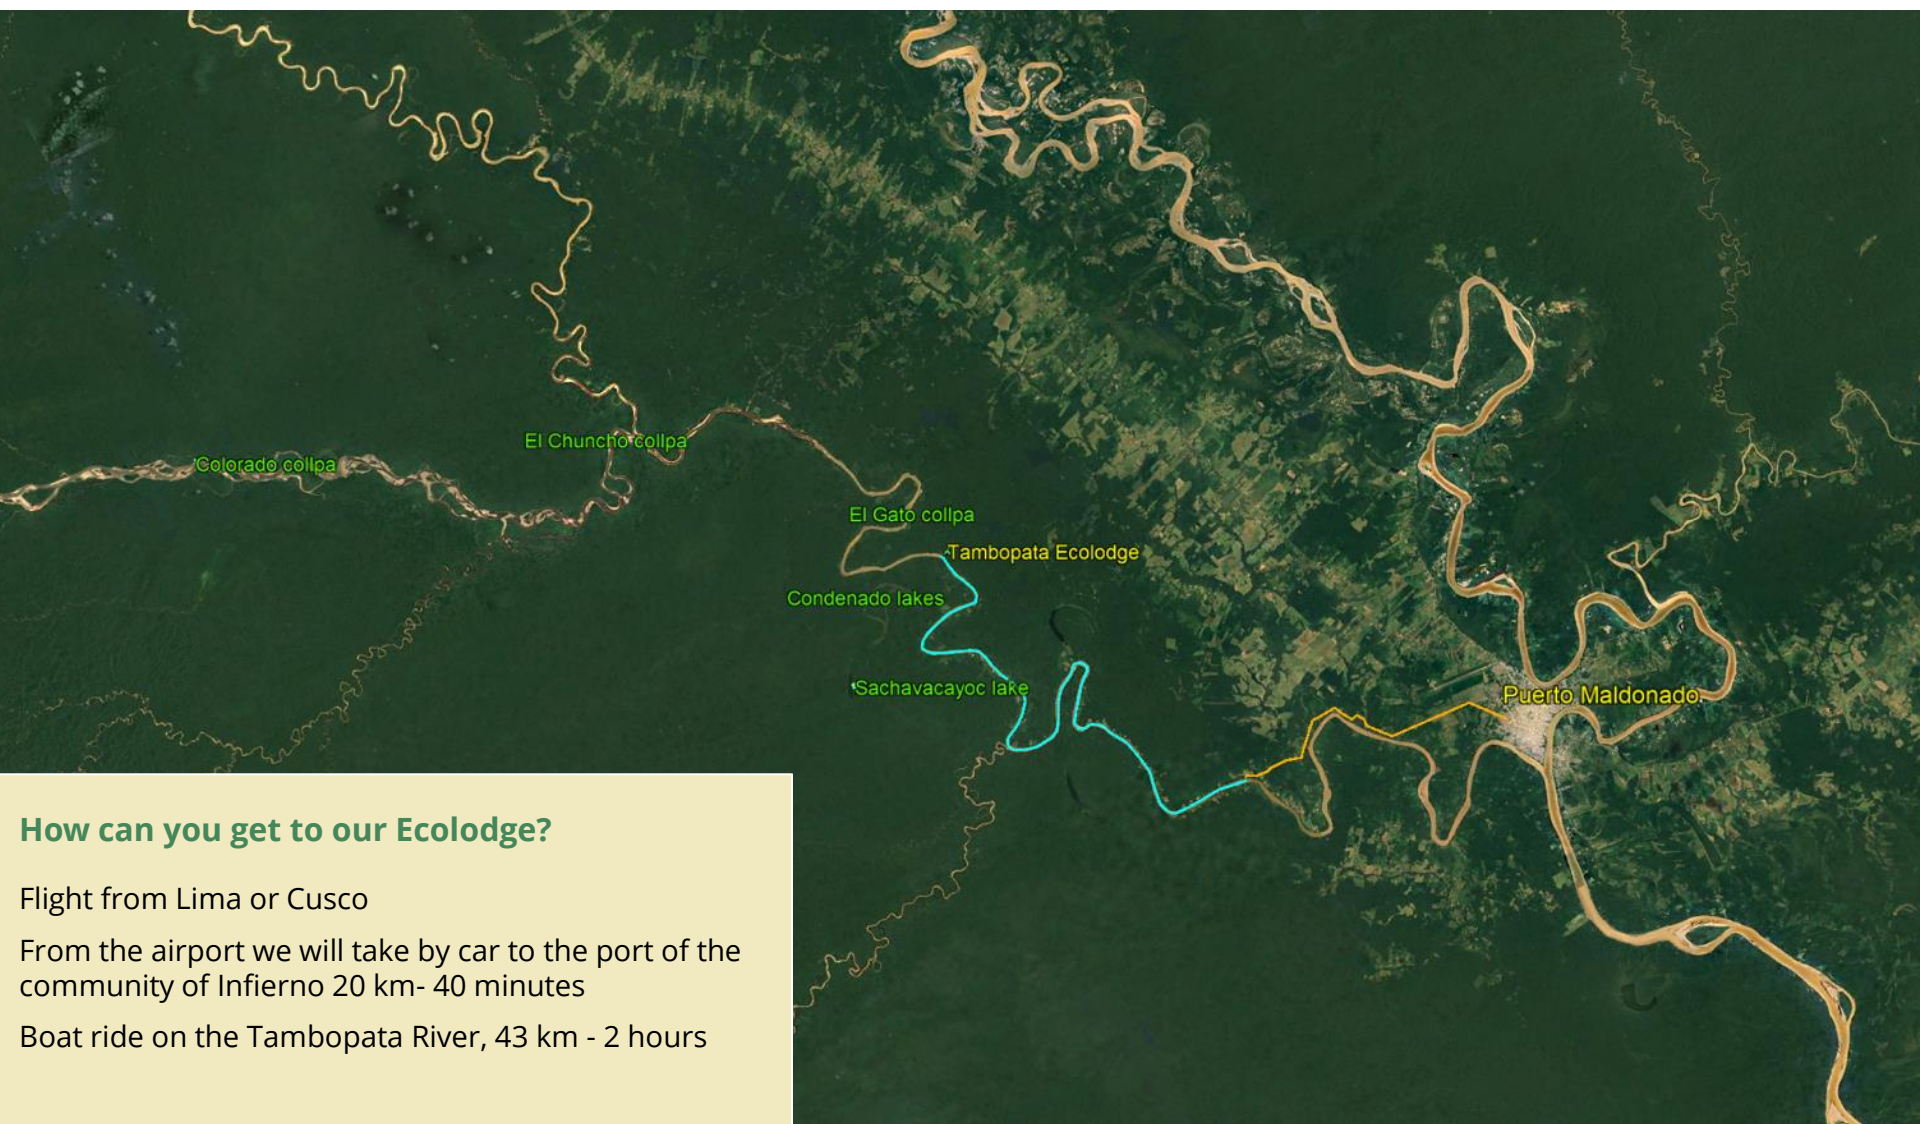 El Chuncho collpa
Colorado collpa
El Gato collpa
Tambopata Ecolodge
Condenado lakes
Sachavacayoc lake
Puerto Maldonado
How can you get to our Ecolodge?
Flight from Lima or Cusco
From the airport we will take by car to the port of the
community of Infierno 20 km- 40 minutes
Boat ride on the Tambopata River, 43 km - 2 hours